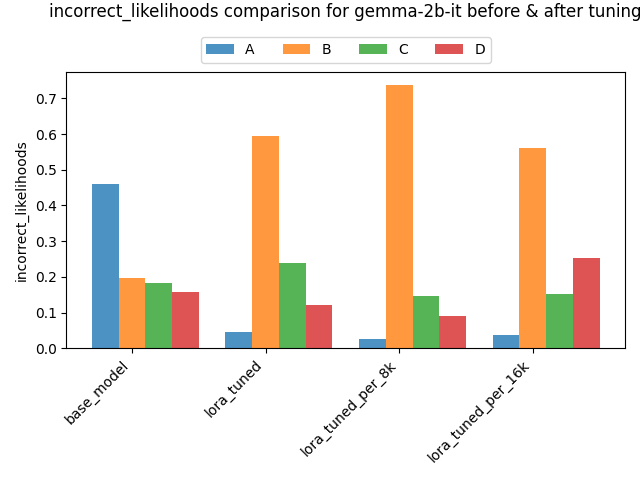 incorrect_likelihoods comparison for gemma-2b-it before & after tuning
A B C D
incorrect_likelihoods
0.7
0.6
0.5
0.4
0.3
0.2
0.1
0.0
base_model
lora_tuned
lora_tuned_per_8k
lora_tuned_per_16k